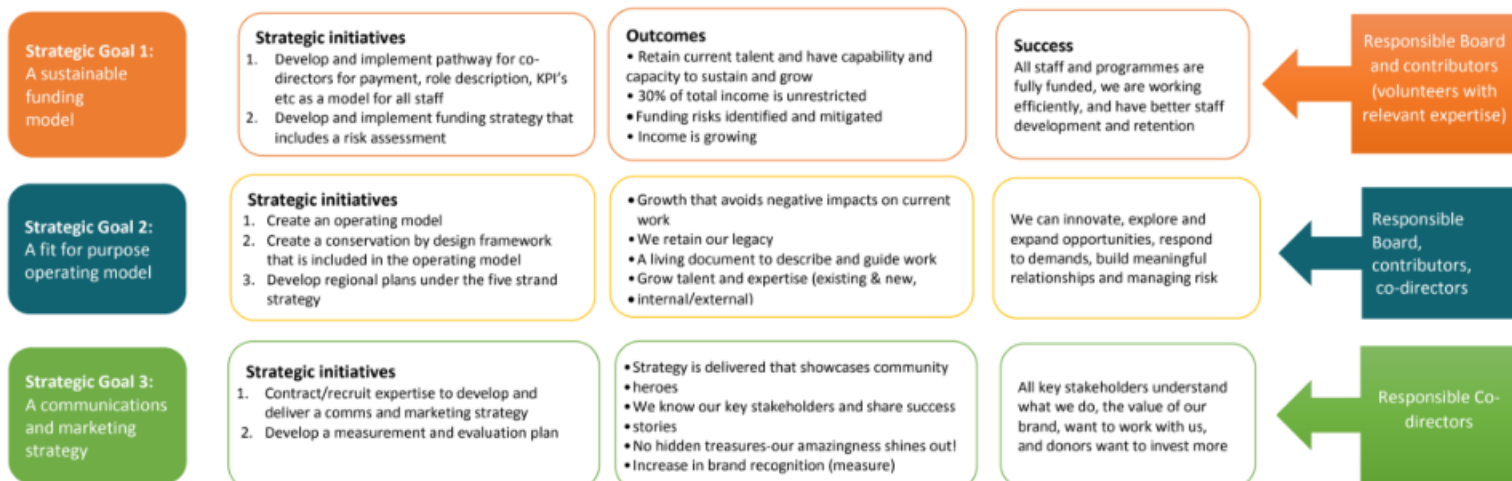 Strategic Goal 1:
A sustainable
funding
model
Strategic initiatives
1. Develop and implement pathway for co-
directors for payment, role description, KPI's
etc as a model for all staff
2. Develop and implement funding strategy that
includes a risk assessment
Outcomes
• Retain current talent and have capability and
capacity to sustain and grow
• 30% of total income is unrestricted
• Funding risks identified and mitigated
• Income is growing
Success
All staff and programmes are
fully funded, we are working
efficiently, and have better staff
development and retention
Responsible Board
and contributors
(volunteers with
relevant expertise)
Strategic Goal 2:
A fit for purpose
operating model
Strategic initiatives
1. Create an operating model
2. Create a conservation by design framework
that is included in the operating model
3. Develop regional plans under the five strand
strategy
• Growth that avoids negative impacts on current
work
• We retain our legacy
• A living document to describe and guide work
• Grow talent and expertise (existing & new,
• internal/external)
We can innovate, explore and
expand opportunities, respond
to demands, build meaningful
relationships and managing risk
Responsible
Board,
contributors,
co-directors
Strategic Goal 3:
A communications
and marketing
strategy
Strategic initiatives
1. Contract/recruit expertise to develop and
deliver a comms and marketing strategy
2. Develop a measurement and evaluation plan
• Strategy is delivered that showcases community
• heroes
• We know our key stakeholders and share success
• stories
• No hidden treasures-our amazingness shines out!
• Increase in brand recognition (measure)
All key stakeholders understand
what we do, the value of our
brand, want to work with us,
and donors want to invest more
Responsible Co-
directors